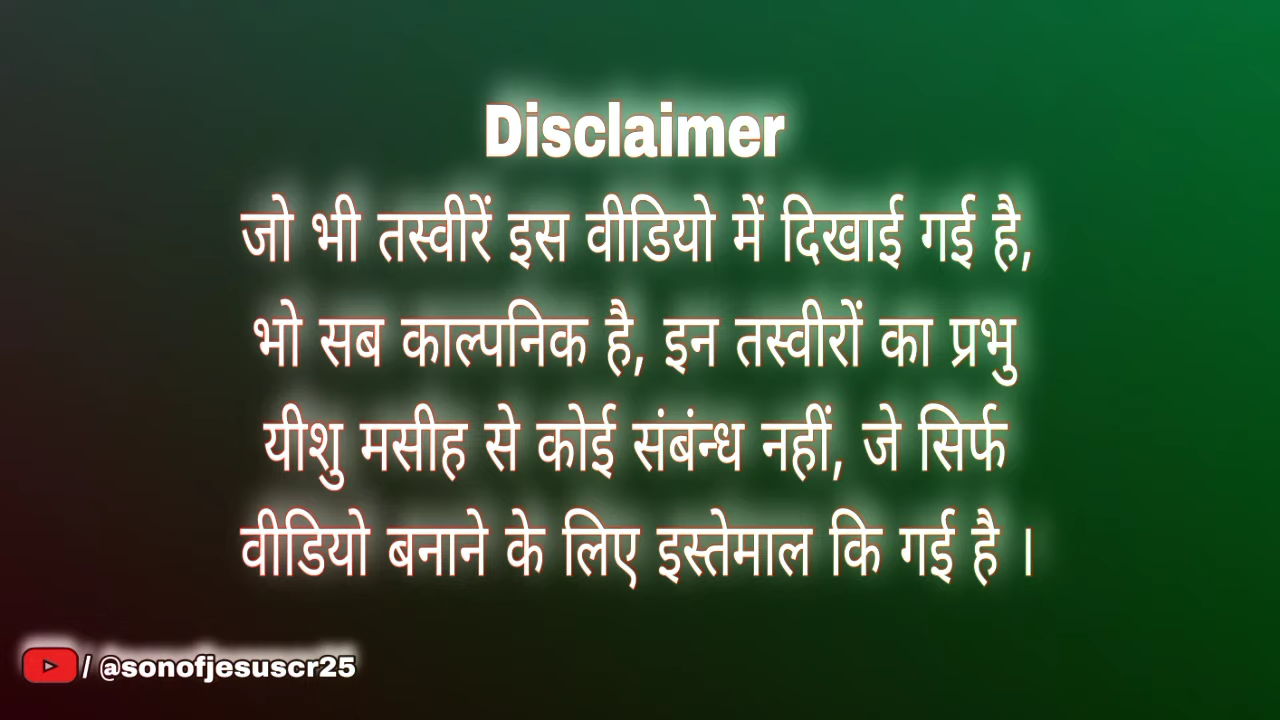 Disclaimer
जो भी तस्वीरें इस वीडियो में दिखाई गई है,
भो सब काल्पनिक है, इन तस्वीरों का प्रभु
यीशु मसीह से कोई संबंन्ध नहीं, जे सिर्फ
वीडियो बनाने के लिए इस्तेमाल कि गई है ।
/ @sonofjesuscr25